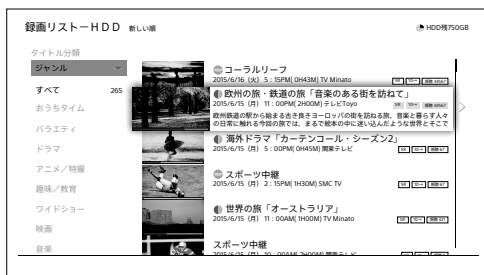 録画リストーHDD 新しい順
HDD残750GB
タイトル分類
ジャンル
すべて 265
おうちタイム
バラエティ
ドラマ
アニメ／特撮
趣味／教育
ワイドショー
映画
音楽
コーラルリーフ
2015/6/16 (火) 5：15PM( 0H43M) TV Minato
欧州の旅・鉄道の旅「音楽のある街を訪ねて」
2015/6/15 (月) 11：00PM( 2H00M) テレビToyo
欧州鉄道の駅から始まる古き良きヨーロッパの街を訪ねる旅。音楽と暮らす人々
の日常に触れる今回の旅では、まるで絵本の中に迷い込んだような世界とそこで
海外ドラマ「カーテンコール・シーズン2」
2015/6/15 (月) 5：00PM( 0H45M) 関東テレビ
スポーツ中継
2015/6/15 (月) 2：15PM( 1H30M) SMC TV
世界の旅「オーストラリア」
2015/6/15 (月) 11：00AM( 1H00M) TV Minato
スポーツ中継
2015/6/15 (月) 10：00AM( 2H00M) 関東テレビ